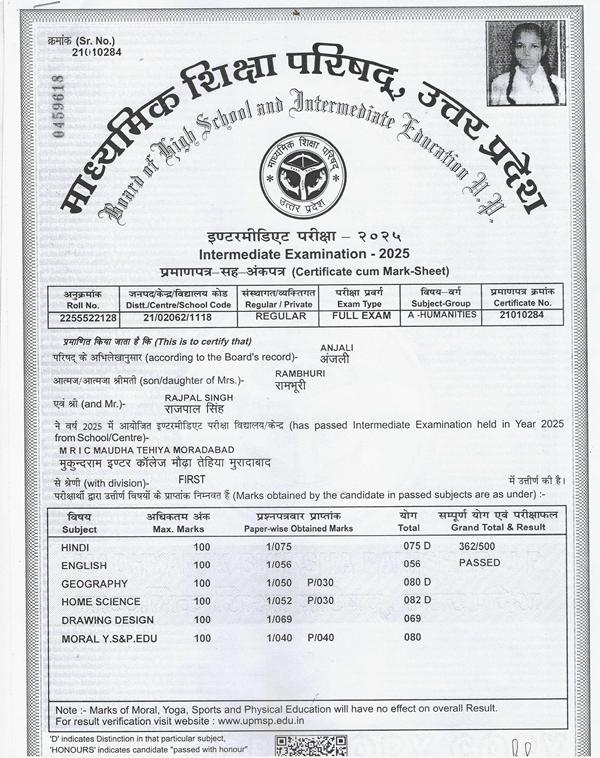 क्रमांक (Sr. No.)
21010284
0459618
माध्यमिक शिक्षा परिषद्, उत्तर प्रदेश
Board of High School and Intermediate Education U.P.
माध्यमिक शिक्षा परिषद्
उत्तर प्रदेश
इण्टरमीडिएट परीक्षा – २०२५
Intermediate Examination - 2025
प्रमाणपत्र–सह–अंकपत्र (Certificate cum Mark-Sheet)
अनुक्रमांक जनपद/केन्द्र/विद्यालय कोड संस्थागत/व्यक्तिगत परीक्षा प्रवर्ग विषय–वर्ग प्रमाणपत्र क्रमांक
Roll No. Distt./Centre/School Code Regular / Private Exam Type Subject-Group Certificate No.
2255522128 21/02062/1118 REGULAR FULL EXAM A -HUMANITIES 21010284
प्रमाणित किया जाता है कि (This is to certify that)
ANJALI
परिषद् के अभिलेखानुसार (according to the Board's record)- अंजली
RAMBHURI
आत्मज/आत्मजा श्रीमती (son/daughter of Mrs.)- रामभूरी
RAJPAL SINGH
एवं श्री (and Mr.)- राजपाल सिंह
ने वर्ष 2025 में आयोजित इण्टरमीडिएट परीक्षा विद्यालय/केन्द्र (has passed Intermediate Examination held in Year 2025
from School/Centre)-
M R I C MAUDHA TEHIYA MORADABAD
मुकुन्दराम इण्टर कॉलेज मौढ़ा तेहिया मुरादाबाद
से श्रेणी (with division)- FIRST में उत्तीर्ण की है।
परीक्षार्थी द्वारा उत्तीर्ण विषयों के प्राप्तांक निम्नवत हैं (Marks obtained by the candidate in passed subjects are as under) :-
विषय अधिकतम अंक प्रश्नपत्रवार प्राप्तांक योग सम्पूर्ण योग एवं परीक्षाफल
Subject Max. Marks Paper-wise Obtained Marks Total Grand Total & Result
HINDI 100 1/075 075 D 362/500
ENGLISH 100 1/056 056 PASSED
GEOGRAPHY 100 1/050 P/030 080 D
HOME SCIENCE 100 1/052 P/030 082 D
DRAWING DESIGN 100 1/069 069
MORAL Y.S&P.EDU 100 1/040 P/040 080
Note :- Marks of Moral, Yoga, Sports and Physical Education will have no effect on overall Result.
For result verification visit website : www.upmsp.edu.in
'D' indicates Distinction in that particular subject,
'HONOURS' indicates candidate "passed with honour"